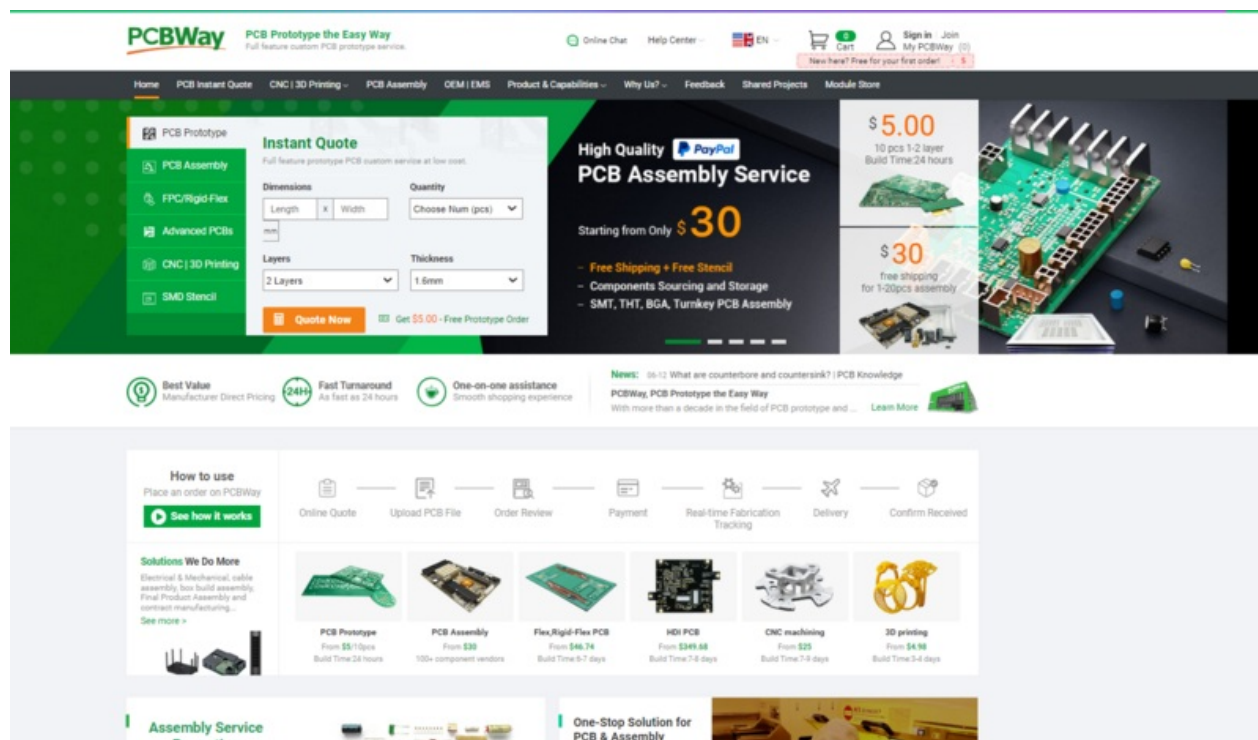 PCBWay
PCB Prototype the Easy Way
Full feature custom PCB prototype service.
Online Chat
Help Center
EN
0
Cart
Sign in Join
My PCBWay (0)
New here? Free for your first order!
Home PCB Instant Quote CNC | 3D Printing PCB Assembly OEM | EMS Product & Capabilities Why Us? Feedback Shared Projects Module Store
PCB Prototype
PCB Assembly
FPC/Rigid-Flex
Advanced PCBs
CNC | 3D Printing
SMD Stencil
Instant Quote
Full feature prototype PCB custom service at low cost.
Dimensions
Quantity
Length X Width
Choose Num (pcs)
mm
Layers
Thickness
2 Layers
1.6mm
Quote Now
Get $5.00 - Free Prototype Order
High Quality PayPal
PCB Assembly Service
Starting from Only $30
– Free Shipping + Free Stencil
– Components Sourcing and Storage
– SMT, THT, BGA, Turnkey PCB Assembly
$5.00
10 pcs 1-2 layer
Build Time:24 hours
$30
free shipping
for 1-20pcs assembly
Best Value
Manufacturer Direct Pricing
24H
Fast Turnaround
As fast as 24 hours
One-on-one assistance
Smooth shopping experience
News: 06-12 What are counterbore and countersink? | PCB Knowledge
PCBWay, PCB Prototype the Easy Way
With more than a decade in the field of PCB prototype and ... Learn More
How to use
Place an order on PCBWay
See how it works
Online Quote
Upload PCB File
Order Review
Payment
Real-time Fabrication
Tracking
Delivery
Confirm Received
Solutions We Do More
Electrical & Mechanical, cable
assembly, box build assembly,
Final Product Assembly and
contract manufacturing...
See more >
PCB Prototype
From $5/10pcs
Build Time:24 hours
PCB Assembly
From $30
100+ component vendors
Flex,Rigid-Flex PCB
From $46.74
Build Time:6-7 days
HDI PCB
From $349.68
Build Time:7-8 days
CNC machining
From $25
Build Time:7-9 days
3D printing
From $4.98
Build Time:3-4 days
Assembly Service
One-Stop Solution for
PCB & Assembly